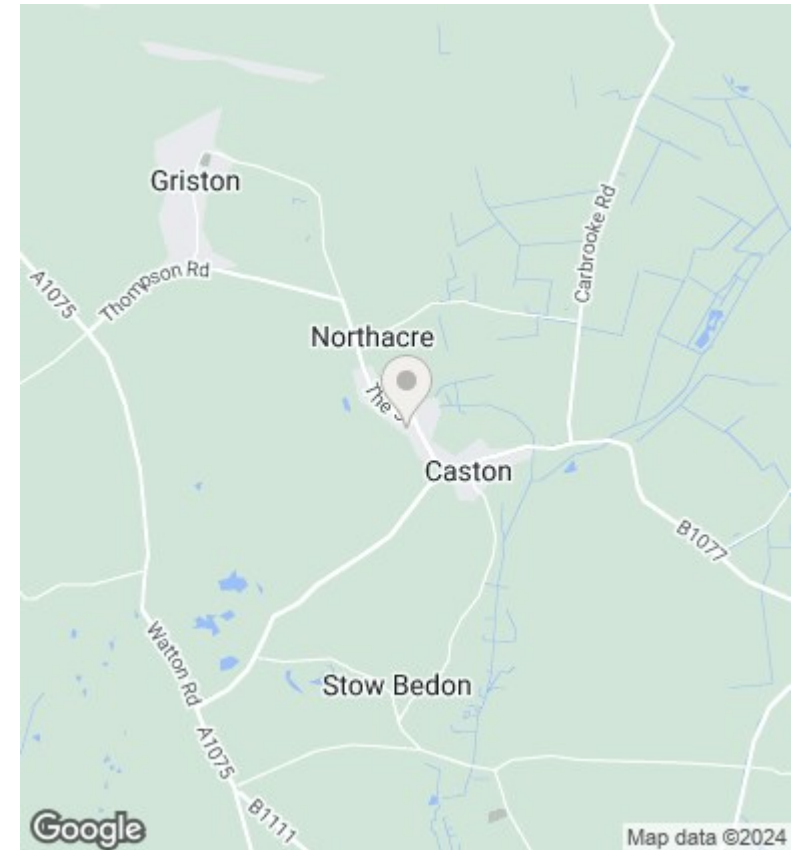 Griston
Carbrooke Rd
A1075
Thompson Rd
Northacre
The S
Caston
B1077
Watton Rd
Stow Bedon
A1075
B1111
Google
Map data ©2024